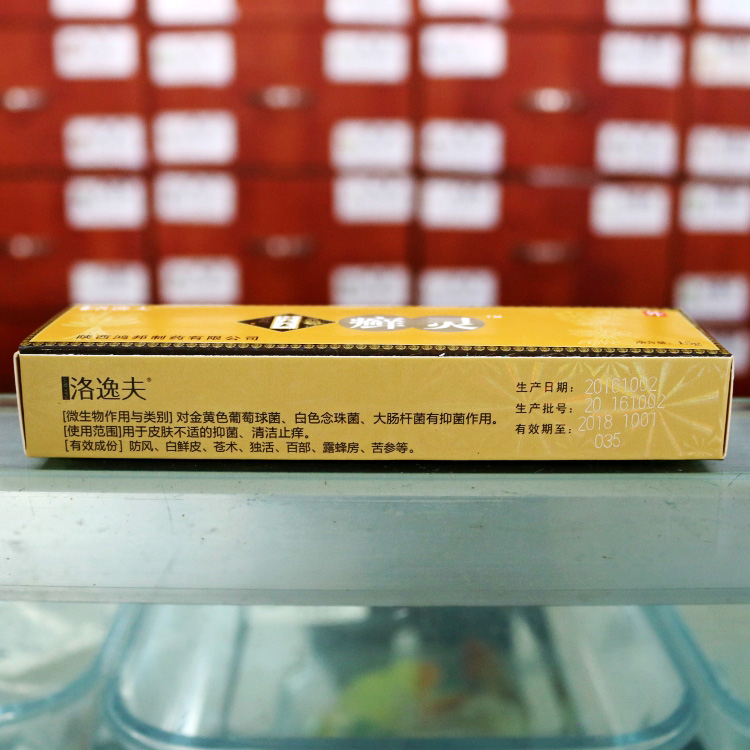 癣灵
陕西鸿邦制药有限公司
洛逸夫®
[微生物作用与类别] 对金黄色葡萄球菌、白色念珠菌、大肠杆菌有抑菌作用。
[使用范围]用于皮肤不适的抑菌、清洁止痒。
[有效成份] 防风、白鲜皮、苍术、独活、百部、露蜂房、苦参等。
生产日期: 20161002
生产批号: 20 161002
有效期至: 2018 1001
035